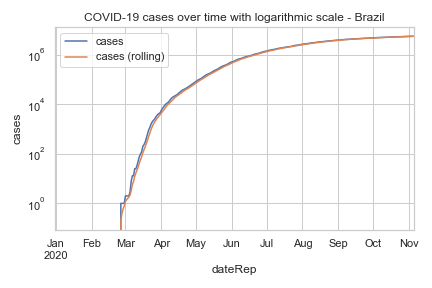 COVID-19 cases over time with logarithmic scale - Brazil
cases
cases (rolling)
10^6
10^4
10^2
10^0
cases
Jan Feb Mar Apr May Jun Jul Aug Sep Oct Nov
2020
dateRep